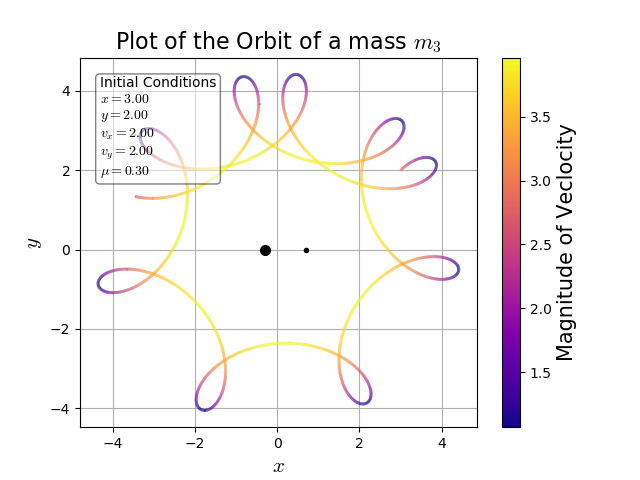 Plot of the Orbit of a mass m₃
Initial Conditions
x = 3.00
y = 2.00
vₓ = 2.00
v_y = 2.00
μ = 0.30
4
2
0
−2
−4
y
−4 −2 0 2 4
x
3.5
3.0
2.5
2.0
1.5
Magnitude of Veclocity